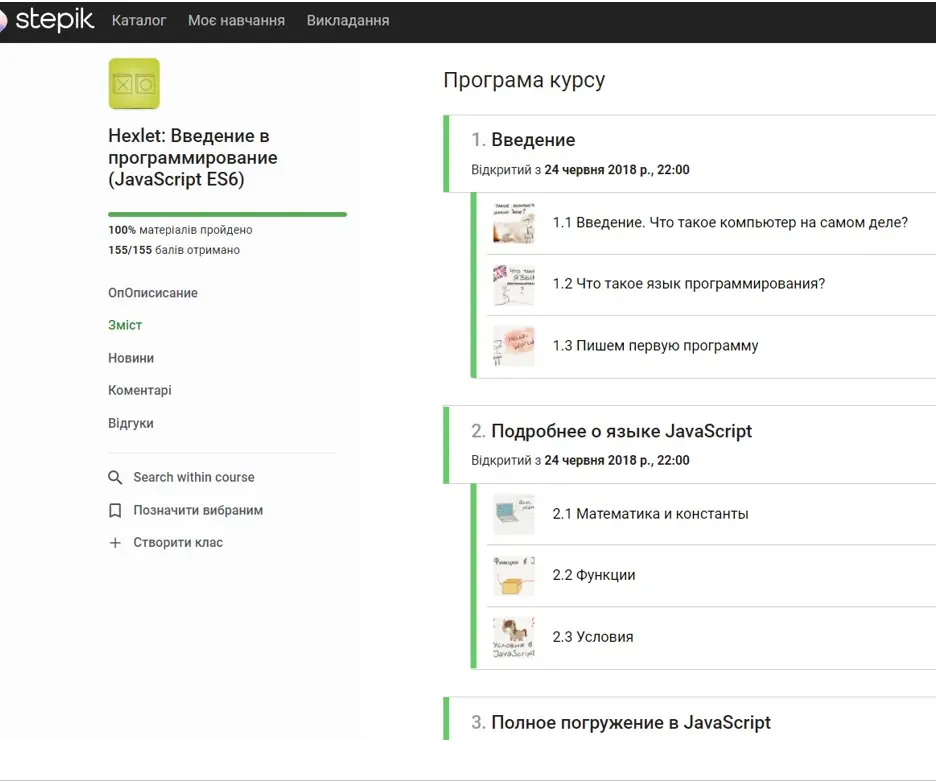 stepik Каталог Моє навчання Викладання
Hexlet: Введение в
программирование
(JavaScript ES6)
100% матеріалів пройдено
155/155 балів отримано
ОпОписисание
Зміст
Новини
Коментарі
Відгуки
Search within course
Позначити вибраним
Створити клас
Програма курсу
1. Введение
Відкритий з 24 червня 2018 р., 22:00
1.1 Введение. Что такое компьютер на самом деле?
1.2 Что такое язык программирования?
1.3 Пишем первую программу
2. Подробнее о языке JavaScript
Відкритий з 24 червня 2018 р., 22:00
2.1 Математика и константы
Функции в
2.2 Функции
Условия в
JavaScript
2.3 Условия
3. Полное погружение в JavaScript